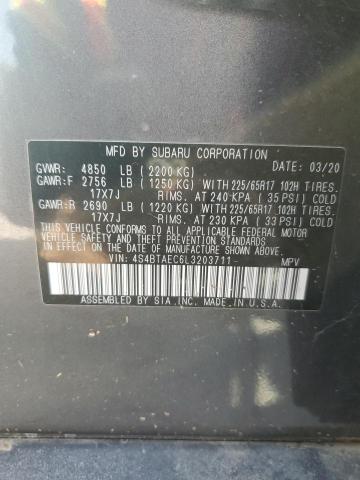 MFD BY SUBARU CORPORATION DATE: 03/20
GVWR: 4850 LB (2200 KG)
GAWR:F 2756 LB (1250 KG) WITH 225/65R17 102H TIRES.
17X7J RIMS. AT 240 KPA (35 PSI) COLD.
GAWR:R 2690 LB (1220 KG) WITH 225/65R17 102H TIRES.
17X7J RIMS. AT 230 KPA (33 PSI) COLD.
THIS VEHICLE CONFORMS TO ALL APPLICABLE FEDERAL MOTOR
VEHICLE SAFETY AND BUMPER STANDARDS IN EFFECT ON THE
DATE OF MANUFACTURE SHOWN ABOVE.
VIN: 4S4BTAEC6L3203711 MPV
ASSEMBLED BY SIA, INC. MADE IN U.S.A.